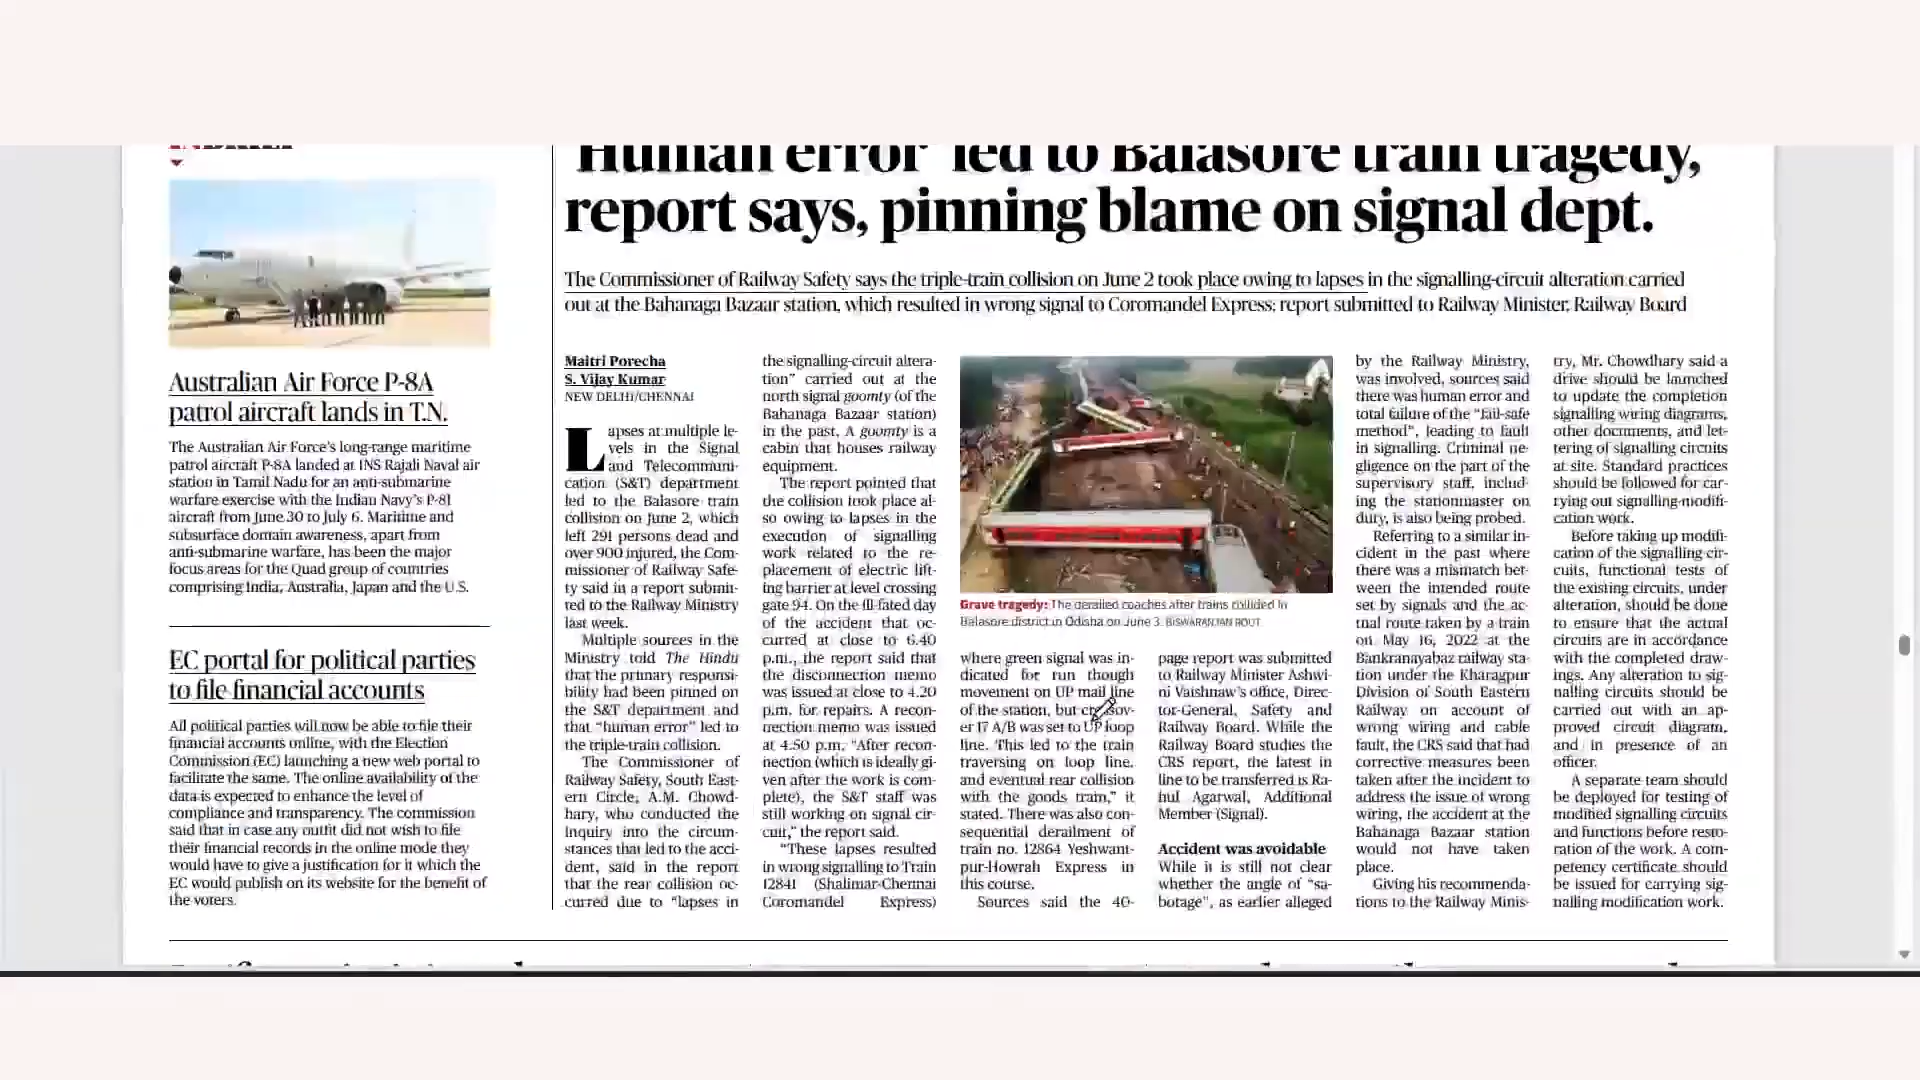 'Human error' led to Balasore train tragedy,
report says, pinning blame on signal dept.
The Commissioner of Railway Safety says the triple-train collision on June 2 took place owing to lapses in the signalling-circuit alteration carried
out at the Bahanaga Bazaar station, which resulted in wrong signal to Coromandel Express; report submitted to Railway Minister, Railway Board
Australian Air Force P-8A
patrol aircraft lands in T.N.
The Australian Air Force's long-range maritime
patrol aircraft P-8A landed at INS Rajali Naval air
station in Tamil Nadu for an anti-submarine
warfare exercise with the Indian Navy's P-8I
aircraft from June 30 to July 6. Maritime and
subsurface domain awareness, apart from
anti-submarine warfare, has been the major
focus areas for the Quad group of countries
comprising India, Australia, Japan and the U.S.
EC portal for political parties
to file financial accounts
All political parties will now be able to file their
financial accounts online, with the Election
Commission (EC) launching a new web portal to
facilitate the same. The online availability of the
data is expected to enhance the level of
compliance and transparency. The commission
said that in case any outfit did not wish to file
their financial records in the online mode they
would have to give a justification for it which the
EC would publish on its website for the benefit of
the voters.
Maitri Porecha
S. Vijay Kumar
NEW DELHI/CHENNAI
Lapses at multiple le-
vels in the Signal
and Telecommuni-
cation (S&T) department
led to the Balasore train
collision on June 2, which
left 291 persons dead and
over 900 injured, the Com-
missioner of Railway Safe-
ty said in a report submit-
ted to the Railway Ministry
last week.
Multiple sources in the
Ministry told The Hindu
that the primary responsi-
bility had been pinned on
the S&T department and
that "human error" led to
the triple-train collision.
The Commissioner of
Railway Safety, South East-
ern Circle, A.M. Chowd-
hary, who conducted the
inquiry into the circum-
stances that led to the acci-
dent, said in the report
that the rear collision oc-
curred due to "lapses in
the signalling-circuit altera-
tion" carried out at the
north signal goomty (of the
Bahanaga Bazaar station)
in the past. A goomty is a
cabin that houses railway
equipment.
The report pointed that
the collision took place al-
so owing to lapses in the
execution of signalling
work related to the re-
placement of electric lift-
ing barrier at level crossing
gate 94. On the ill-fated day
of the accident that oc-
curred at close to 6.40
p.m., the report said that
the disconnection memo
was issued at close to 4.20
p.m. for repairs. A recon-
nection memo was issued
at 4.50 p.m. "After recon-
nection (which is ideally gi-
ven after the work is com-
plete), the S&T staff was
still working on signal cir-
cuit," the report said.
"These lapses resulted
in wrong signalling to Train
12841 (Shalimar-Chennai
Coromandel Express)
Grave tragedy: The derailed coaches after trains collided in
Balasore district in Odisha on June 3. BISWARANJAN ROUT
where green signal was in-
dicated for run though
movement on UP mail line
of the station, but crossov-
er 17 A/B was set to UP loop
line. This led to the train
traversing on loop line,
and eventual rear collision
with the goods train," it
stated. There was also con-
sequential derailment of
train no. 12864 Yeshwant-
pur-Howrah Express in
this course.
Sources said the 40-
page report was submitted
to Railway Minister Ashwi-
ni Vaishnaw's office, Direc-
tor-General, Safety and
Railway Board. While the
Railway Board studies the
CRS report, the latest in
line to be transferred is Ra-
hul Agarwal, Additional
Member (Signal).
Accident was avoidable
While it is still not clear
whether the angle of "sa-
botage", as earlier alleged
by the Railway Ministry,
was involved, sources said
there was human error and
total failure of the "fail-safe
method", leading to fault
in signalling. Criminal ne-
gligence on the part of the
supervisory staff, includ-
ing the stationmaster on
duty, is also being probed.
Referring to a similar in-
cident in the past where
there was a mismatch bet-
ween the intended route
set by signals and the ac-
tual route taken by a train
on May 16, 2022 at the
Bankranayabaz railway sta-
tion under the Kharagpur
Division of South Eastern
Railway on account of
wrong wiring and cable
fault, the CRS said that had
corrective measures been
taken after the incident to
address the issue of wrong
wiring, the accident at the
Bahanaga Bazaar station
would not have taken
place.
Giving his recommenda-
tions to the Railway Minis-
try, Mr. Chowdhary said a
drive should be launched
to update the completion
signalling wiring diagrams,
other documents, and let-
tering of signalling circuits
at site. Standard practices
should be followed for car-
rying out signalling-modifi-
cation work.
Before taking up modifi-
cation of the signalling cir-
cuits, functional tests of
the existing circuits, under
alteration, should be done
to ensure that the actual
circuits are in accordance
with the completed draw-
ings. Any alteration to sig-
nalling circuits should be
carried out with an ap-
proved circuit diagram,
and in presence of an
officer.
A separate team should
be deployed for testing of
modified signalling circuits
and functions before resto-
ration of the work. A com-
petency certificate should
be issued for carrying sig-
nalling modification work.